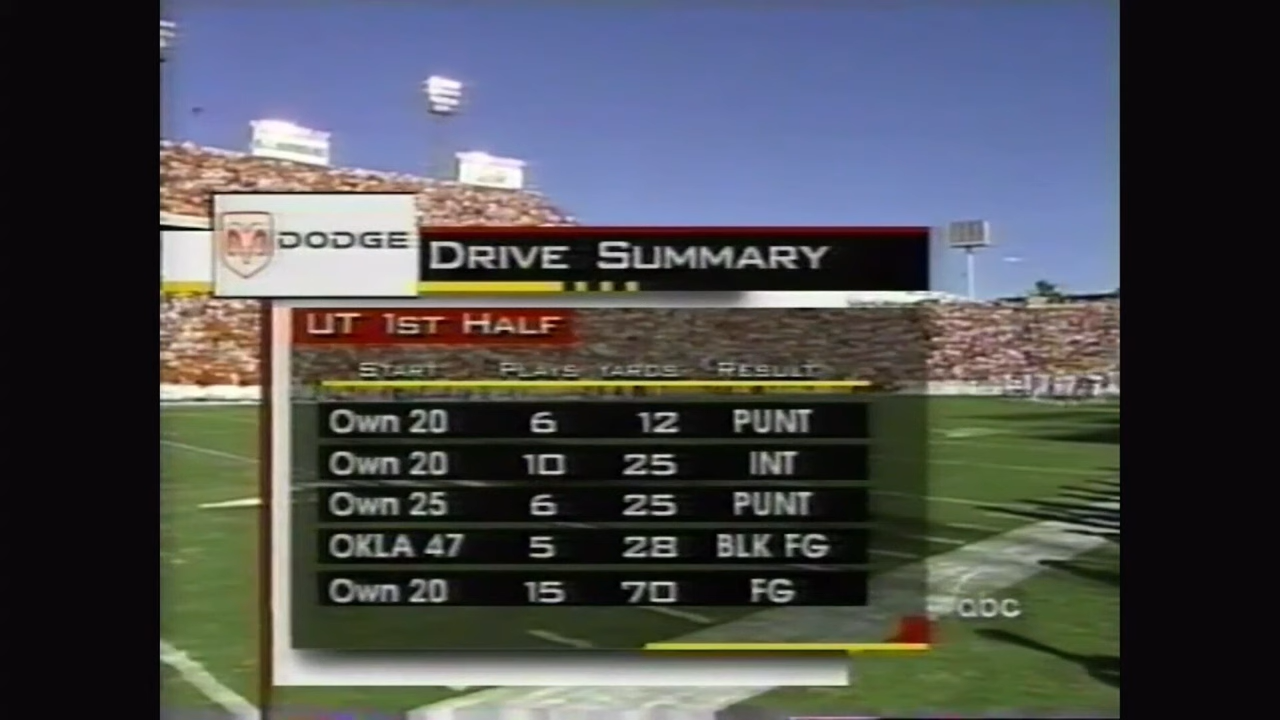 DODGE
DRIVE SUMMARY
UT 1ST HALF
START PLAYS YARDS RESULT
Own 20 6 12 PUNT
Own 20 10 25 INT
Own 25 6 25 PUNT
OKLA 47 5 28 BLK FG
Own 20 15 70 FG
abc